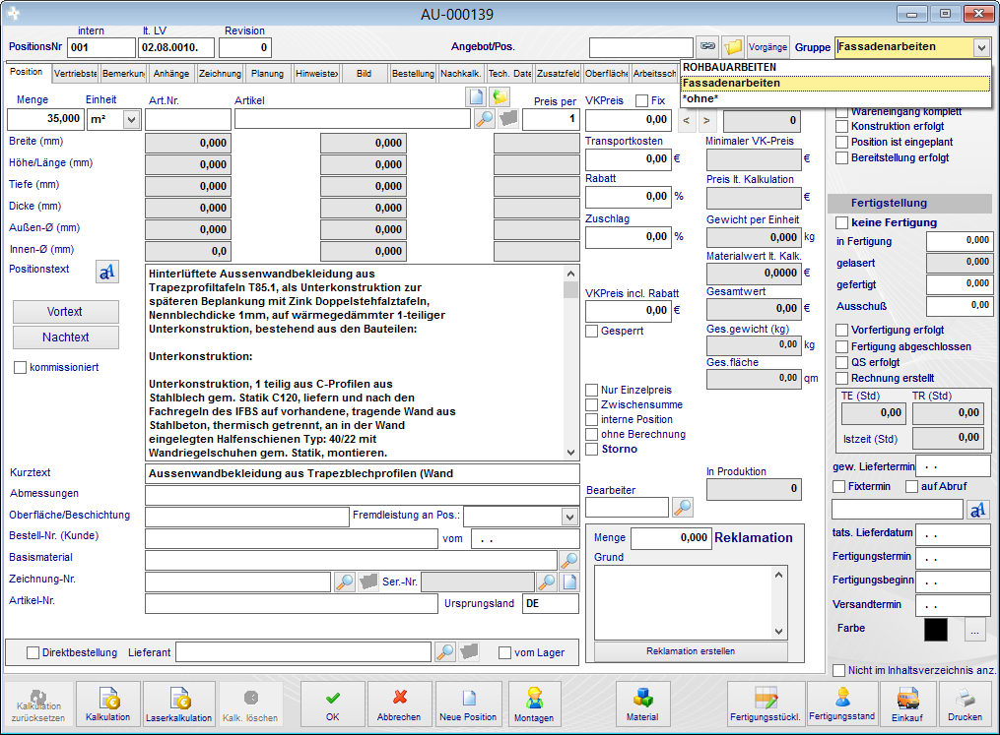 AU-000139
intern
lt. LV
Revision
PositionsNr
001
02.08.0010.
0
Angebot/Pos.
Vorgänge
Gruppe
Fassadenarbeiten
ROHBAUARBEITEN
Fassadenarbeiten
*ohne*
Position
Vertriebste
Bemerkun
Anhänge
Zeichnung
Planung
Hinweistex
Bild
Bestellung
Nachkalk.
Tech. Date
Zusatzfeld
Oberfläche
Arbeitssch
Menge
Einheit
Art.Nr.
Artikel
Preis per
VKPreis
Fix
35,000
m²
1
0,00
<
>
0
Wareneingang komplett
Konstruktion erfolgt
Position ist eingeplant
Bereitstellung erfolgt
Breite (mm)
0,000
0,000
Höhe/Länge (mm)
0,000
0,000
Tiefe (mm)
0,000
0,000
Dicke (mm)
0,000
0,000
Außen-Ø (mm)
0,000
0,000
Innen-Ø (mm)
0,0
0,000
Transportkosten
0,00
€
Rabatt
0,00
%
Zuschlag
0,00
%
Minimaler VK-Preis
€
Preis lt. Kalkulation
€
Gewicht per Einheit
0,000
kg
Materialwert lt. Kalk.
0,0000
€
Gesamtwert
0,00
€
Ges.gewicht (kg)
0,00
kg
Ges.fläche
0,00
qm
VKPreis incl. Rabatt
0,00
€
Gesperrt
Positionstext
aA
Vortext
Nachtext
kommissioniert
Hinterlüftete Aussenwandbekleidung aus
Trapezprofiltafeln T85.1, als Unterkonstruktion zur
späteren Beplankung mit Zink Doppelstehfalztafeln,
Nennblechdicke 1mm, auf wärmegedämmter 1-teiliger
Unterkonstruktion, bestehend aus den Bauteilen:
Unterkonstruktion:
Unterkonstruktion, 1 teilig aus C-Profilen aus
Stahlblech gem. Statik C120, liefern und nach den
Fachregeln des IFBS auf vorhandene, tragende Wand aus
Stahlbeton, thermisch getrennt, an in der Wand
eingelegten Halfenschienen Typ: 40/22 mit
Wandriegelschuhen gem. Statik, montieren.
Nur Einzelpreis
Zwischensumme
interne Position
ohne Berechnung
Storno
Fertigstellung
keine Fertigung
in Fertigung
0,000
gelasert
0,000
gefertigt
0,000
Ausschuß
0,00
Vorfertigung erfolgt
Fertigung abgeschlossen
QS erfolgt
Rechnung erstellt
TE (Std)
TR (Std)
0,00
0,00
Istzeit (Std)
0,00
gew. Liefertermin
. .
Fixtermin
auf Abruf
aA
tats. Lieferdatum
. .
Fertigungstermin
. .
Fertigungsbeginn
. .
Versandtermin
. .
Farbe
...
Nicht im Inhaltsverzeichnis anz.
Kurztext
Aussenwandbekleidung aus Trapezblechprofilen (Wand
Abmessungen
Oberfläche/Beschichtung
Fremdleistung an Pos.:
Bestell-Nr. (Kunde)
vom
. .
Basismaterial
Zeichnung-Nr.
Ser.-Nr.
Artikel-Nr.
Ursprungsland
DE
Bearbeiter
In Produktion
0
Menge
0,000
Reklamation
Grund
Reklamation erstellen
Direktbestellung
Lieferant
vom Lager
Kalkulation
zurücksetzen
Kalkulation
Laserkalkulation
Kalk. löschen
OK
Abbrechen
Neue Position
Montagen
Material
Fertigungsstückl.
Fertigungsstand
Einkauf
Drucken